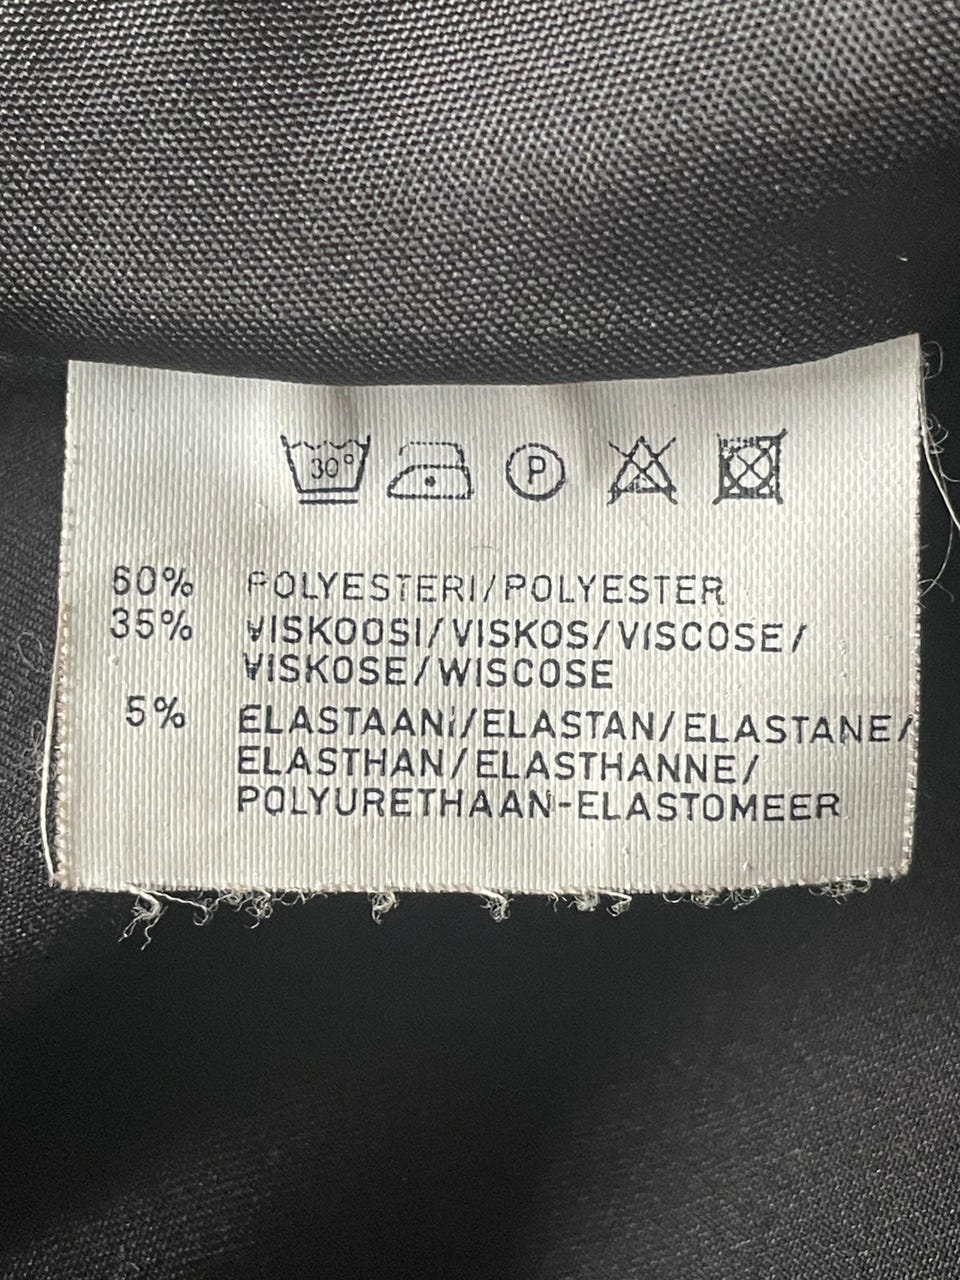 30°
P
60% POLYESTERI/POLYESTER
35% VISKOOSI/VISKOS/VISCOSE/
VISKOSE/WISCOSE
5% ELASTAANI/ELASTAN/ELASTANE/
ELASTHAN/ELASTHANNE/
POLYURETHAAN-ELASTOMEER